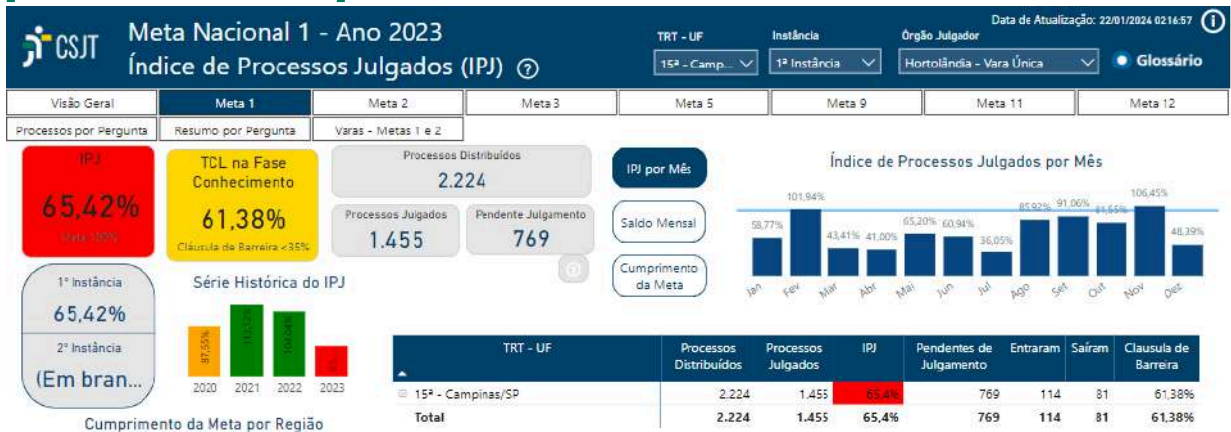 Data de Atualização: 22/01/2024 02:16:57
CSJT
Meta Nacional 1 - Ano 2023
Índice de Processos Julgados (IPJ)
TRT - UF
15ª - Camp...
Instância
1ª Instância
Órgão Julgador
Hortolândia - Vara Única
Glossário
Visão Geral
Meta 1
Meta 2
Meta 3
Meta 5
Meta 9
Meta 11
Meta 12
Processos por Pergunta
Resumo por Pergunta
Varas - Metas 1 e 2
IPJ
65,42%
Meta 100%
TCL na Fase
Conhecimento
61,38%
Cláusula de Barreira <35%
Processos Distribuídos
2.224
Processos Julgados
1.455
Pendente Julgamento
769
IPJ por Mês
Saldo Mensal
Cumprimento
da Meta
Índice de Processos Julgados por Mês
58,77%
101,94%
43,41%
41,00%
65,20%
60,94%
36,05%
85,92%
91,06%
81,55%
106,45%
48,39%
Jan
Fev
Mar
Abr
Mai
Jun
Jul
Ago
Set
Out
Nov
Dez
1ª Instância
65,42%
2ª Instância
(Em bran...
Série Histórica do IPJ
87,55%
2020
2021
2022
2023
TRT - UF Processos Distribuídos Processos Julgados IPJ Pendentes de Julgamento Entraram Saíram Clausula de Barreira
15ª - Campinas/SP 2.224 1.455 65,4% 769 114 81 61,38%
Total 2.224 1.455 65,4% 769 114 81 61,38%
Cumprimento da Meta por Região